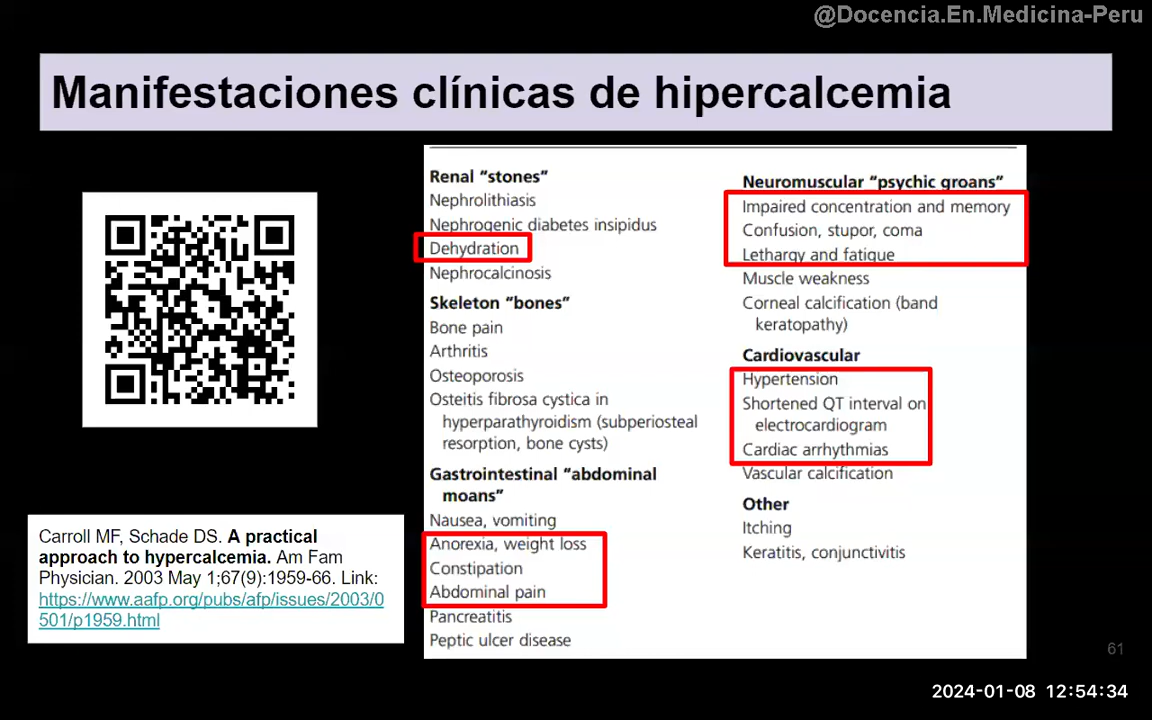 @Docencia.En.Medicina-Peru
Manifestaciones clínicas de hipercalcemia
Renal “stones”
Nephrolithiasis
Nephrogenic diabetes insipidus
Dehydration
Nephrocalcinosis
Skeleton “bones”
Bone pain
Arthritis
Osteoporosis
Osteitis fibrosa cystica in
hyperparathyroidism (subperiosteal
resorption, bone cysts)
Gastrointestinal “abdominal
moans”
Nausea, vomiting
Anorexia, weight loss
Constipation
Abdominal pain
Pancreatitis
Peptic ulcer disease
Neuromuscular “psychic groans”
Impaired concentration and memory
Confusion, stupor, coma
Lethargy and fatigue
Muscle weakness
Corneal calcification (band
keratopathy)
Cardiovascular
Hypertension
Shortened QT interval on
electrocardiogram
Cardiac arrhythmias
Vascular calcification
Other
Itching
Keratitis, conjunctivitis
Carroll MF, Schade DS. A practical
approach to hypercalcemia. Am Fam
Physician. 2003 May 1;67(9):1959-66. Link:
https://www.aafp.org/pubs/afp/issues/2003/0
501/p1959.html
61
2024-01-08 12:54:34